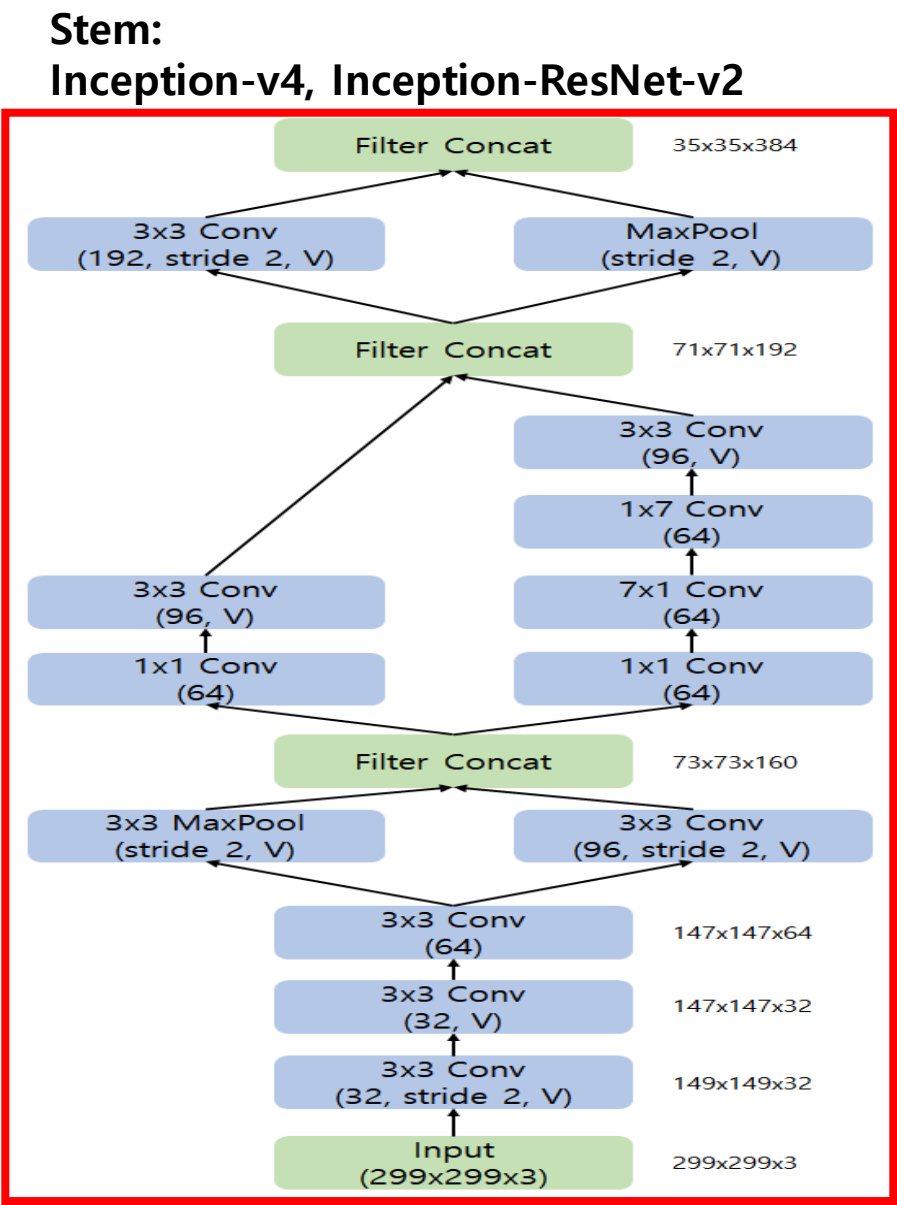 Stem:
Inception-v4, Inception-ResNet-v2
Filter Concat
35x35x384
3x3 Conv
(192, stride 2, V)
MaxPool
(stride 2, V)
Filter Concat
71x71x192
3x3 Conv
(96, V)
1x7 Conv
(64)
3x3 Conv
(96, V)
7x1 Conv
(64)
1x1 Conv
(64)
1x1 Conv
(64)
Filter Concat
73x73x160
3x3 MaxPool
(stride 2, V)
3x3 Conv
(96, stride 2, V)
3x3 Conv
(64)
147x147x64
3x3 Conv
(32, V)
147x147x32
3x3 Conv
(32, stride 2, V)
149x149x32
Input
(299x299x3)
299x299x3